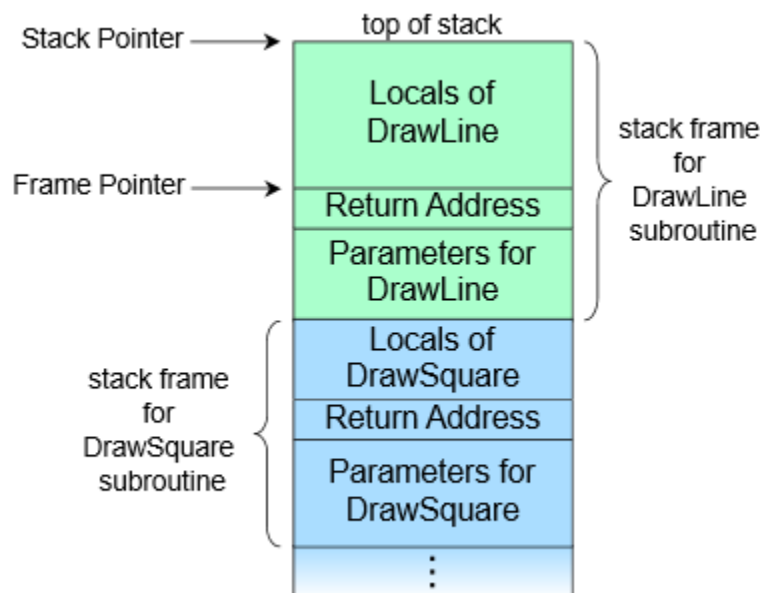 top of stack
Stack Pointer
Locals of
DrawLine
stack frame
for
DrawLine
subroutine
Frame Pointer
Return Address
Parameters for
DrawLine
Locals of
DrawSquare
stack frame
for
DrawSquare
subroutine
Return Address
Parameters for
DrawSquare